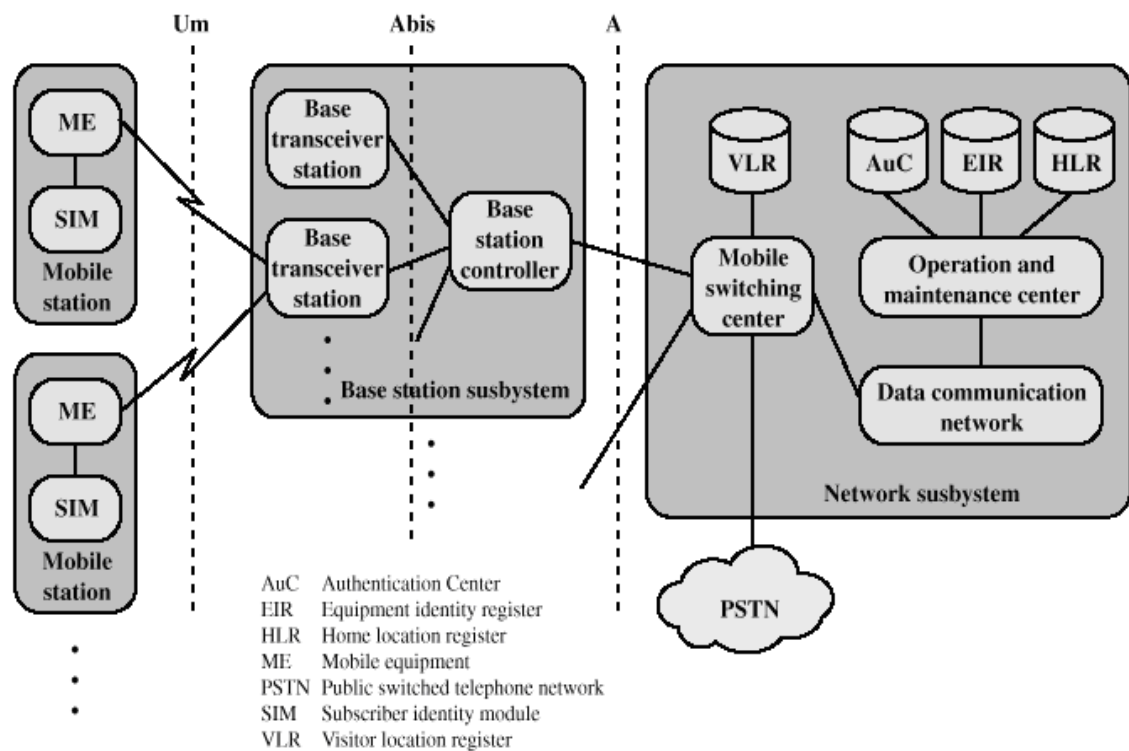 Um
Abis
A
ME
SIM
Mobile
station
ME
SIM
Mobile
station
Base
transceiver
station
Base
transceiver
station
Base
station
controller
Base station susbystem
VLR
AuC
EIR
HLR
Mobile
switching
center
Operation and
maintenance center
Data communication
network
Network susbystem
PSTN
AuC Authentication Center
EIR Equipment identity register
HLR Home location register
ME Mobile equipment
PSTN Public switched telephone network
SIM Subscriber identity module
VLR Visitor location register